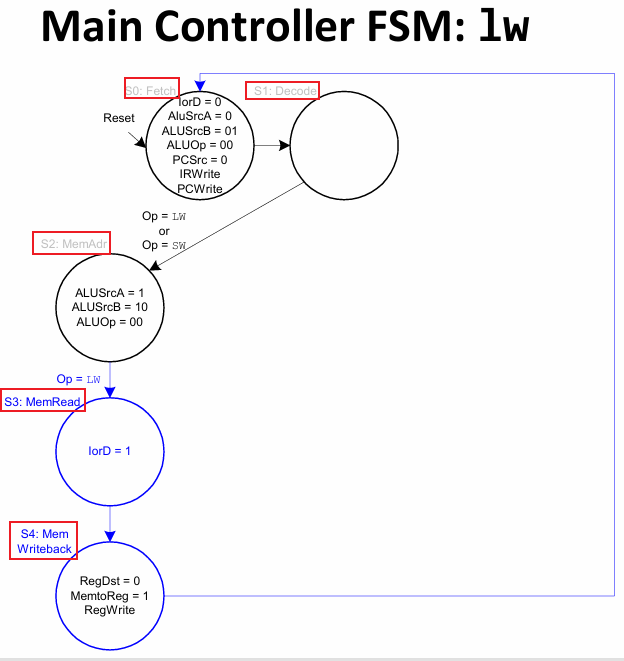 Main Controller FSM: lw
S0: Fetch
S1: Decode
Reset
IorD = 0
AluSrcA = 0
ALUSrcB = 01
ALUOp = 00
PCSrc = 0
IRWrite
PCWrite
Op = LW
or
Op = SW
S2: MemAdr
ALUSrcA = 1
ALUSrcB = 10
ALUOp = 00
Op = LW
S3: MemRead
IorD = 1
S4: Mem
Writeback
RegDst = 0
MemtoReg = 1
RegWrite